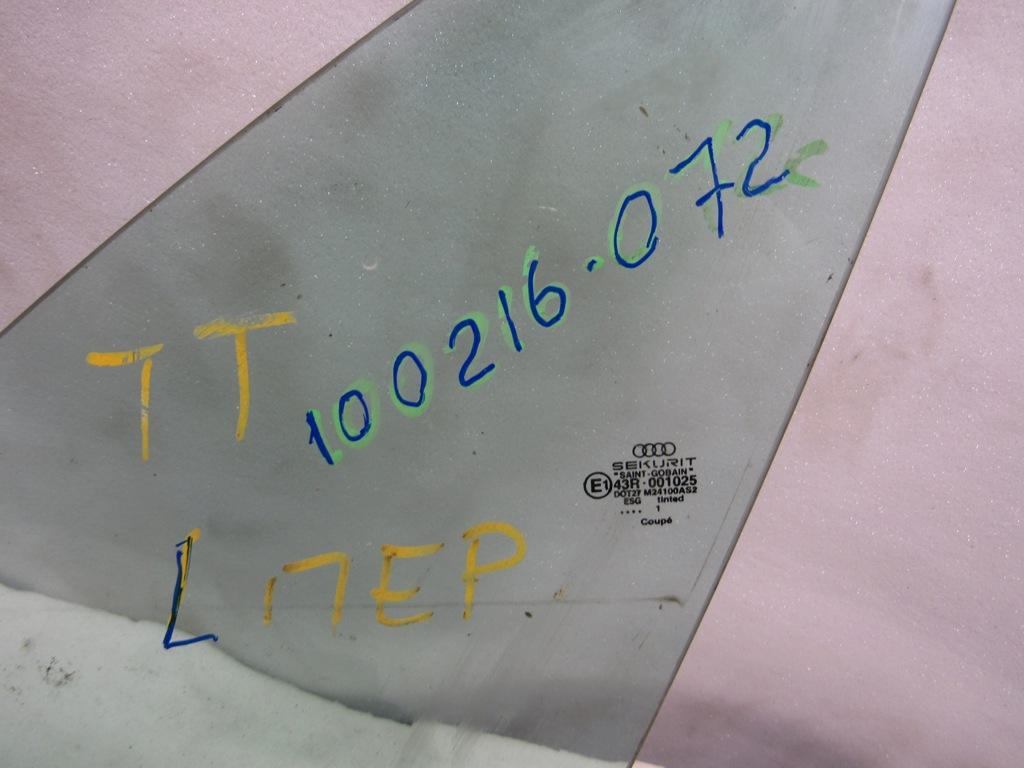 TT
100216.072
L ПЕР
SEKURIT
"SAINT-GOBAIN"
E1 43R-001025
DOT27 M24100AS2
ESG tinted
.... 1
Coupé